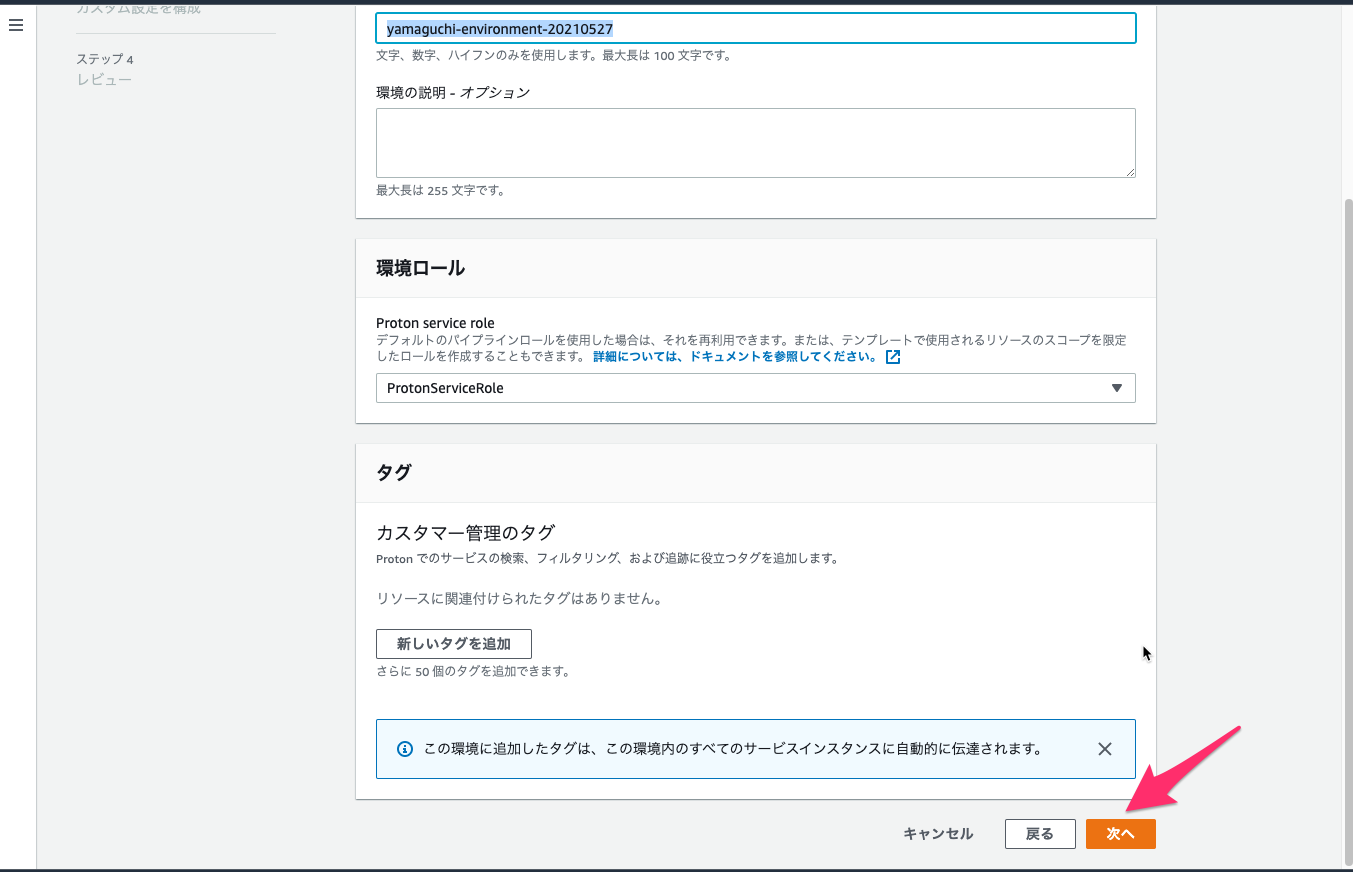 カスタム設定を構成
ステップ 4
レビュー
yamaguchi-environment-20210527
文字、数字、ハイフンのみを使用します。最大長は 100 文字です。
環境の説明 - オプション
最大長は 255 文字です。
環境ロール
Proton service role
デフォルトのパイプラインロールを使用した場合は、それを再利用できます。または、テンプレートで使用されるリソースのスコープを限定
したロールを作成することもできます。 詳細については、ドキュメントを参照してください。
ProtonServiceRole
タグ
カスタマー管理のタグ
Proton でのサービスの検索、フィルタリング、および追跡に役立つタグを追加します。
リソースに関連付けられたタグはありません。
新しいタグを追加
さらに 50 個のタグを追加できます。
この環境に追加したタグは、この環境内のすべてのサービスインスタンスに自動的に伝達されます。
キャンセル 戻る 次へ